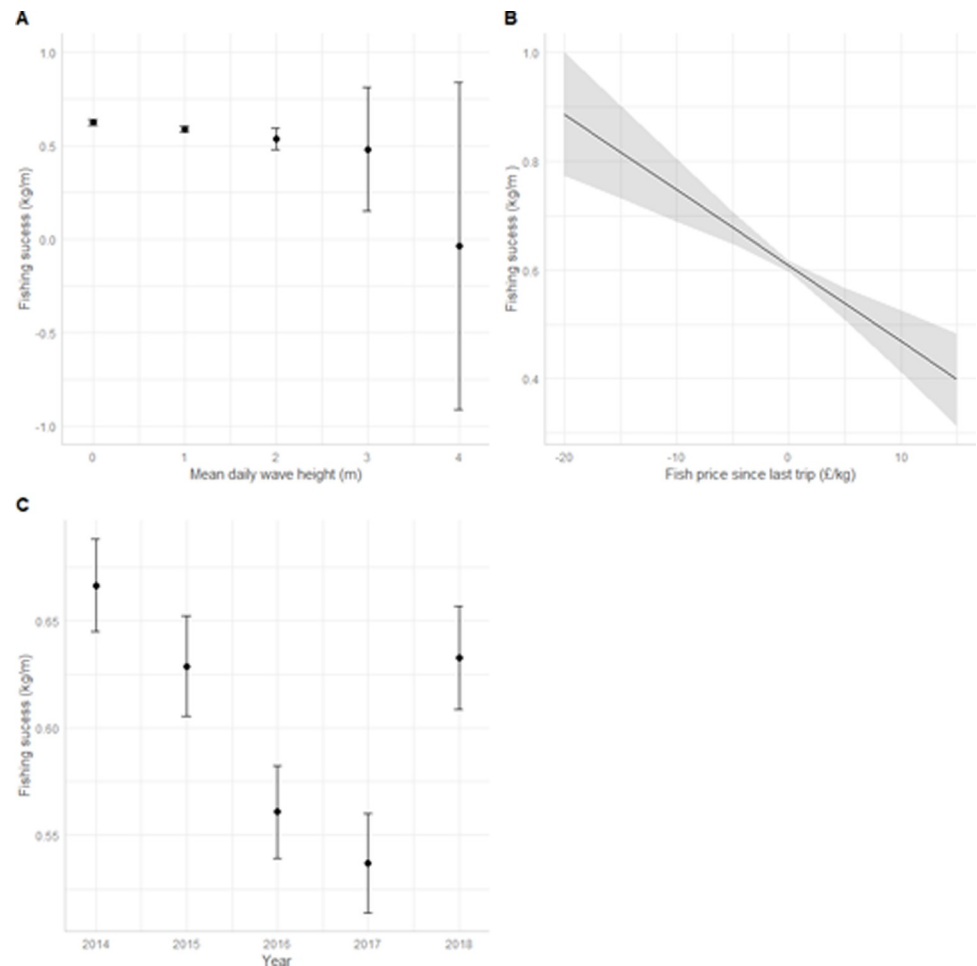 A
1.0
0.5
0.0
-0.5
-1.0
Fishing sucess (kg/m)
0 1 2 3 4
Mean daily wave height (m)
B
1.0
0.8
0.6
0.4
Fishing sucess (kg/m )
-20 -10 0 10
Fish price since last trip (£/kg)
C
0.65
0.60
0.55
Fishing sucess (kg/m)
2014 2015 2016 2017 2018
Year